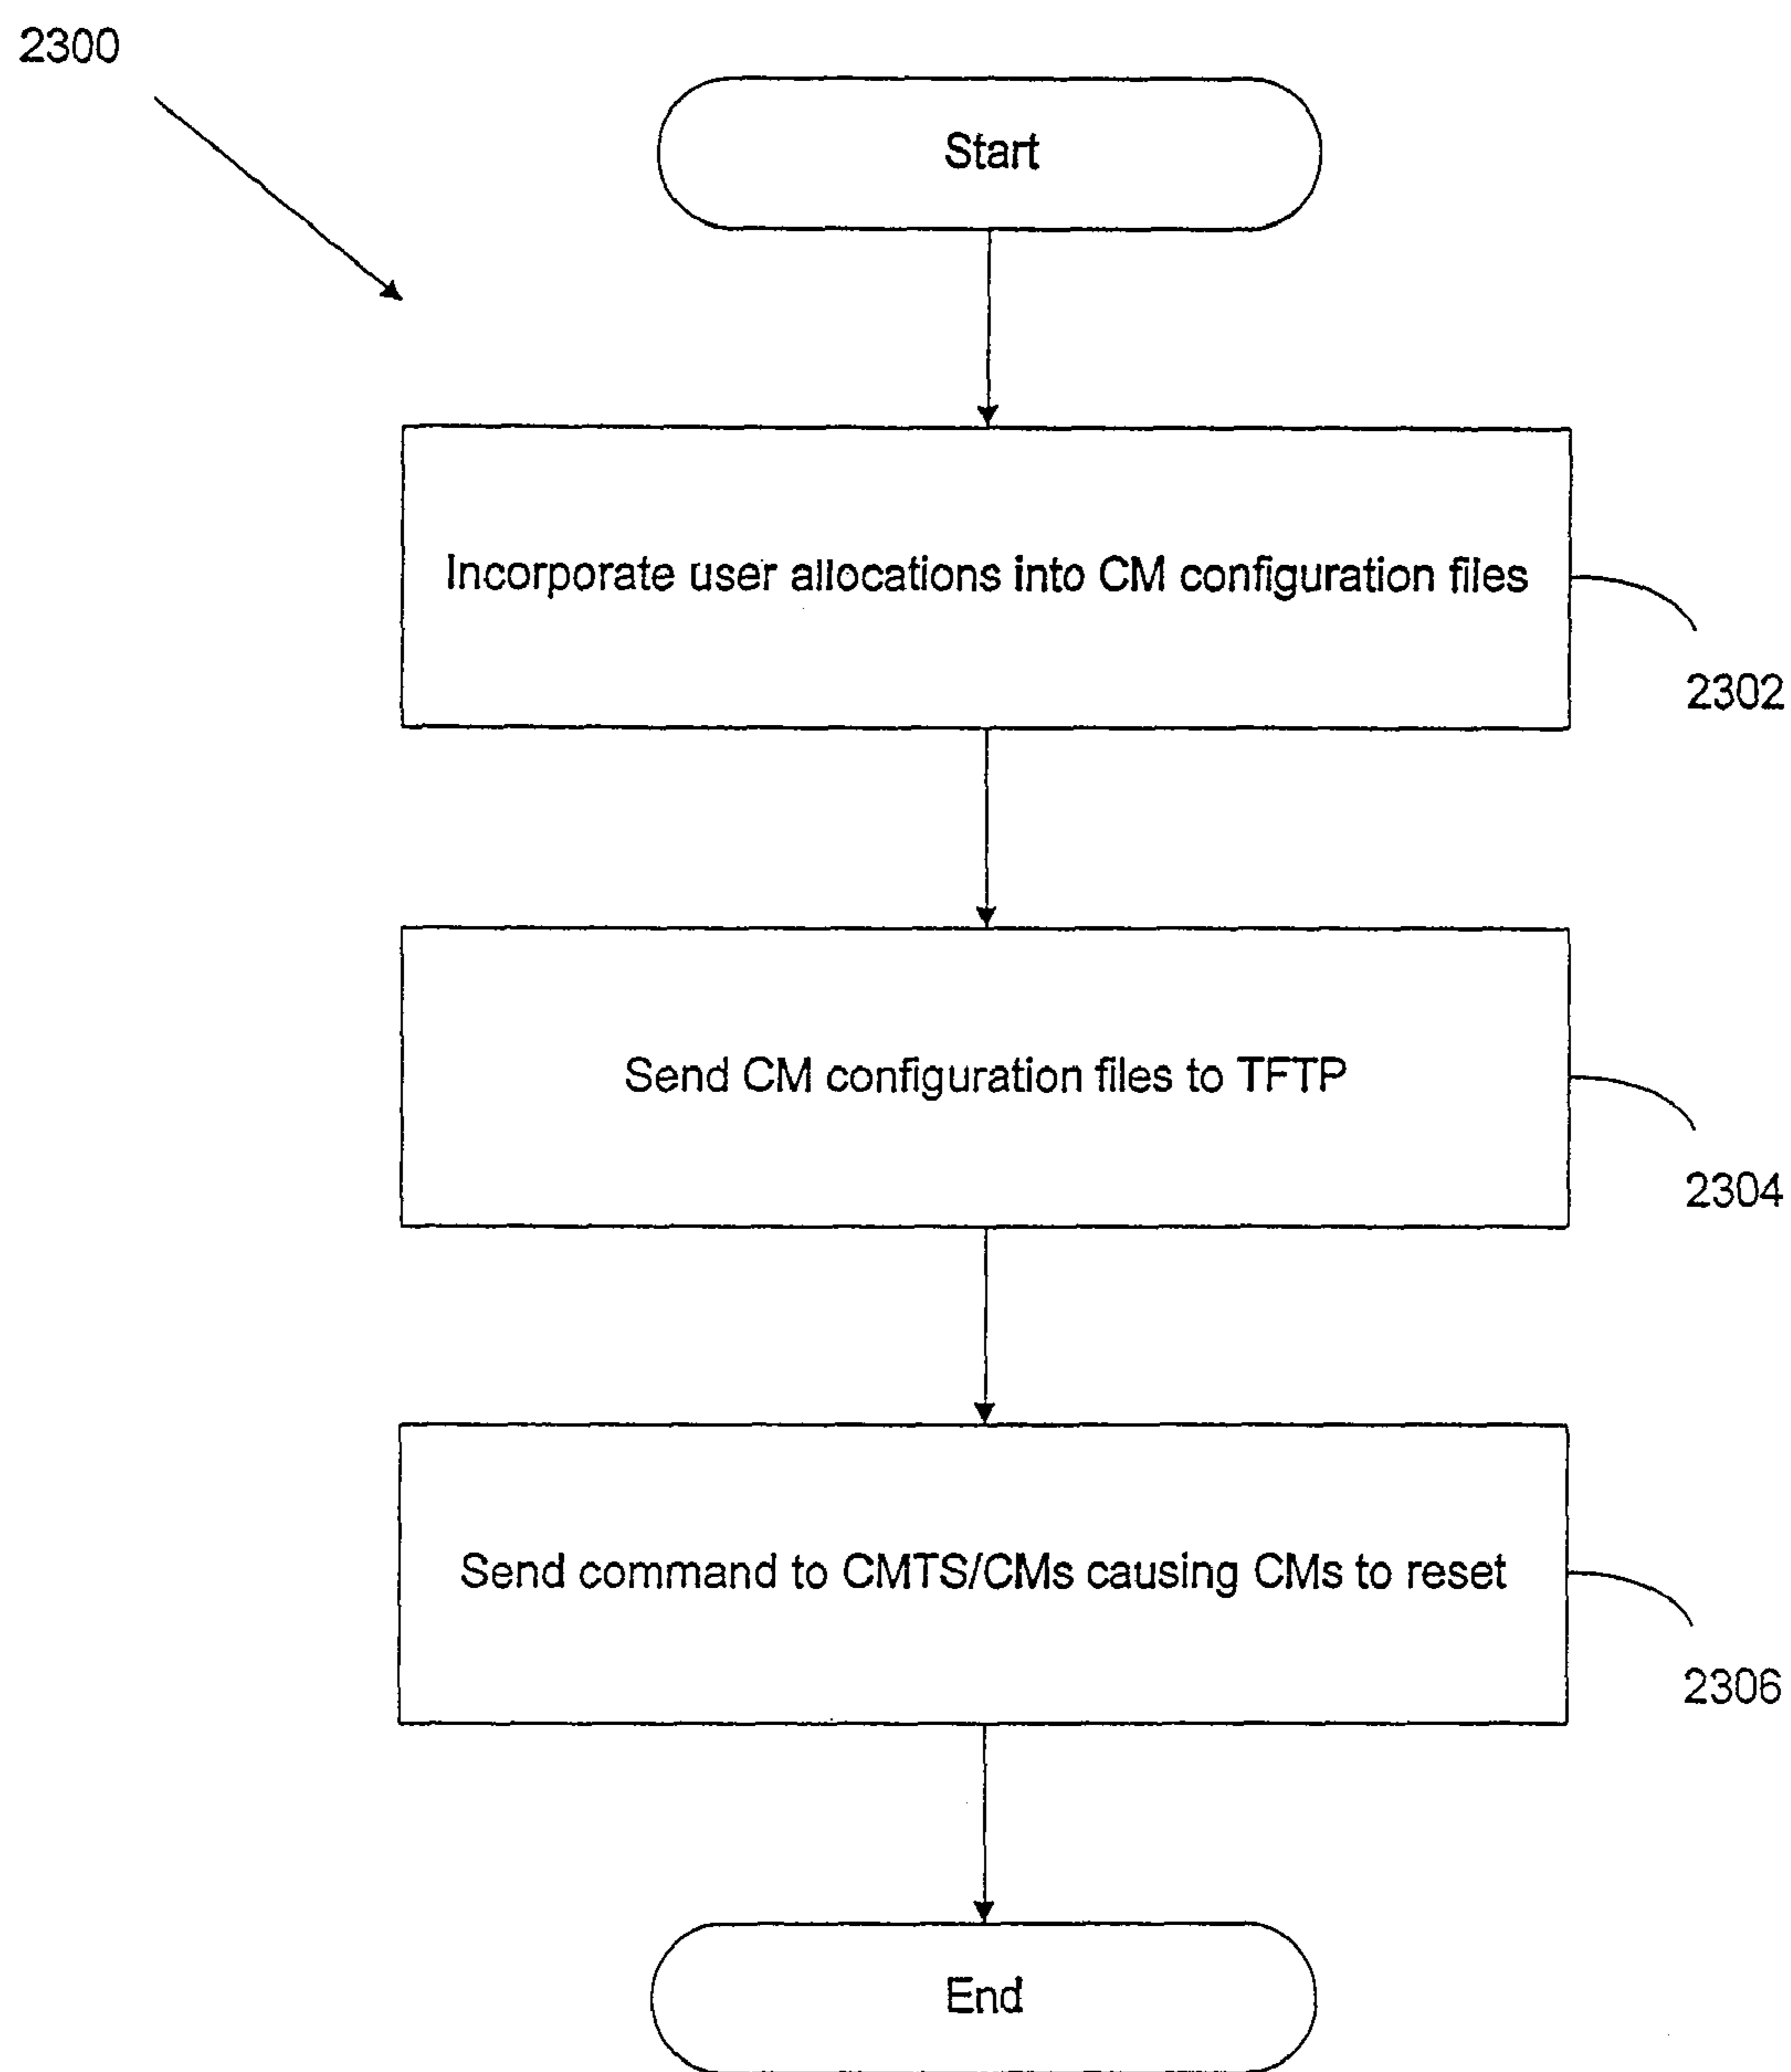 2300
Start
Incorporate user allocations into CM configuration files
2302
Send CM configuration files to TFTP
2304
Send command to CMTS/CMs causing CMs to reset
2306
End